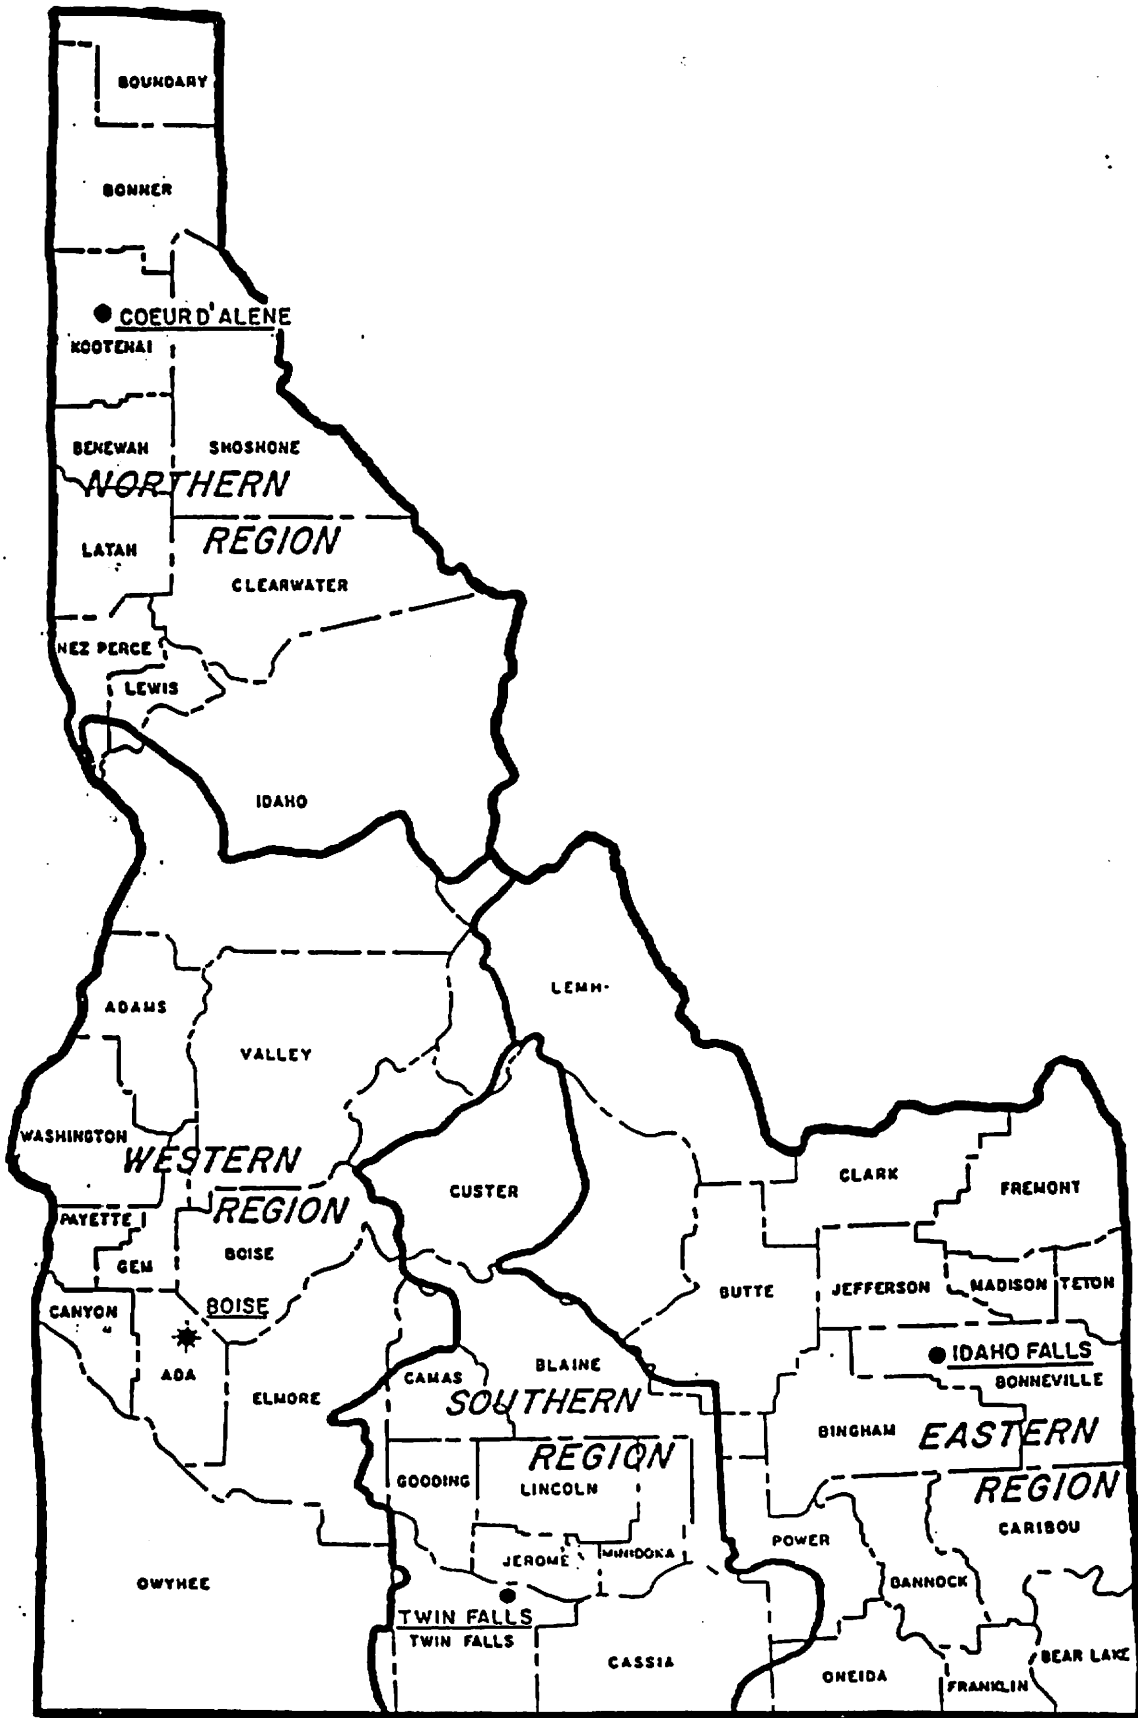 BOUNDARY
BONNER
COEUR D'ALENE
KOOTENAI
BENEWAH
SHOSHONE
NORTHERN
REGION
LATAH
CLEARWATER
NEZ PERCE
LEWIS
IDAHO
LEMH-
ADAMS
VALLEY
WASHINGTON
WESTERN
REGION
CUSTER
CLARK
FREMONT
PAYETTE
GEM
BOISE
BUTTE
JEFFERSON
MADISON
TETON
CANYON
BOISE
ADA
IDAHO FALLS
BONNEVILLE
BLAINE
CAMAS
ELMORE
SOUTHERN
REGION
BINGHAM
EASTERN
REGION
GOODING
LINCOLN
CARIBOU
POWER
JEROME
MINIDOKA
OWYHEE
BANNOCK
TWIN FALLS
TWIN FALLS
CASSIA
ONEIDA
FRANKLIN
BEAR LAKE